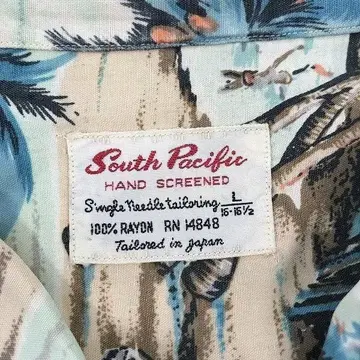 South Pacific
HAND SCREENED
Single Needle tailoring L
16-16½
100% RAYON RN 14848
Tailored in Japan